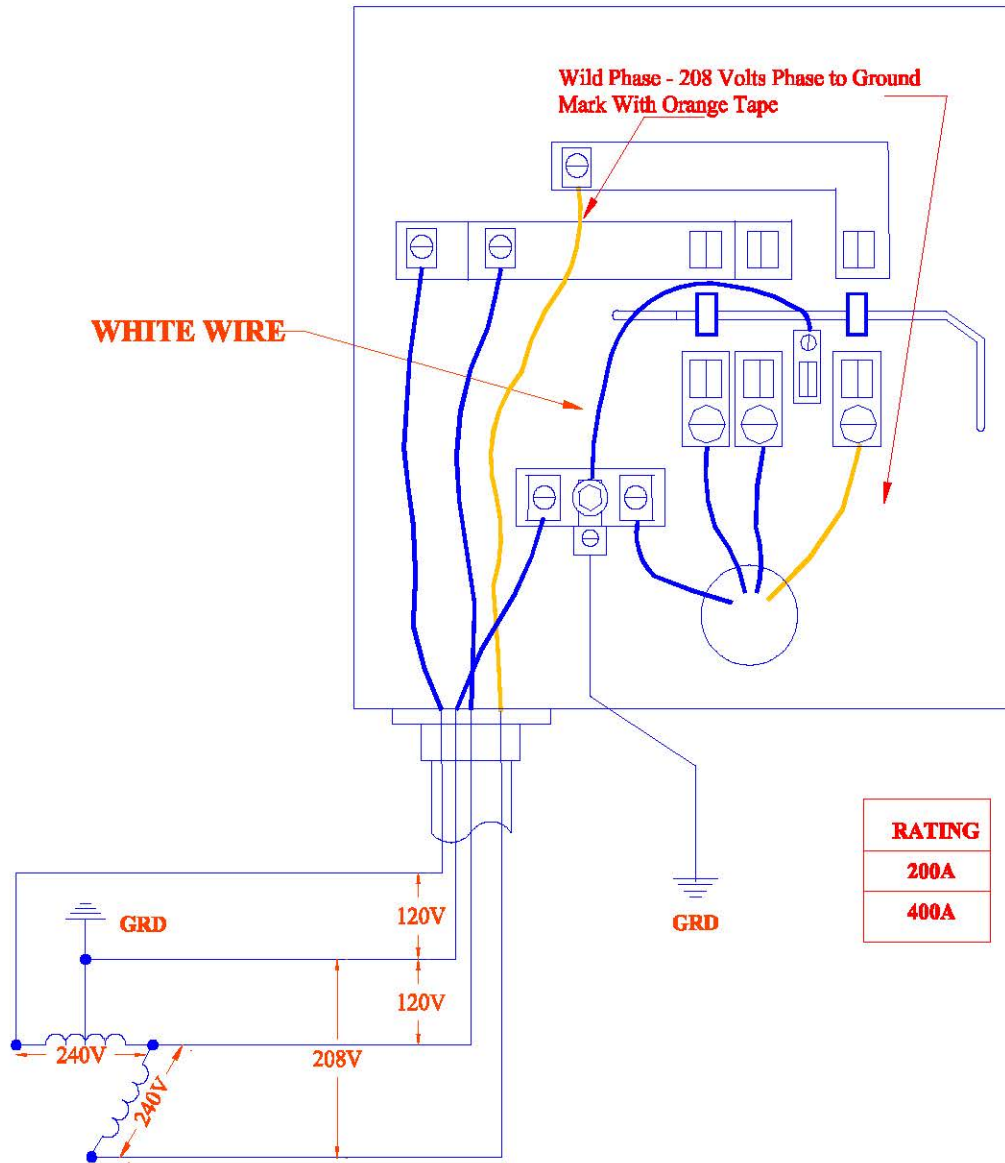 Wild Phase - 208 Volts Phase to Ground
Mark With Orange Tape
WHITE WIRE
RATING
200A
400A
GRD
GRD
120V
120V
208V
240V
240V